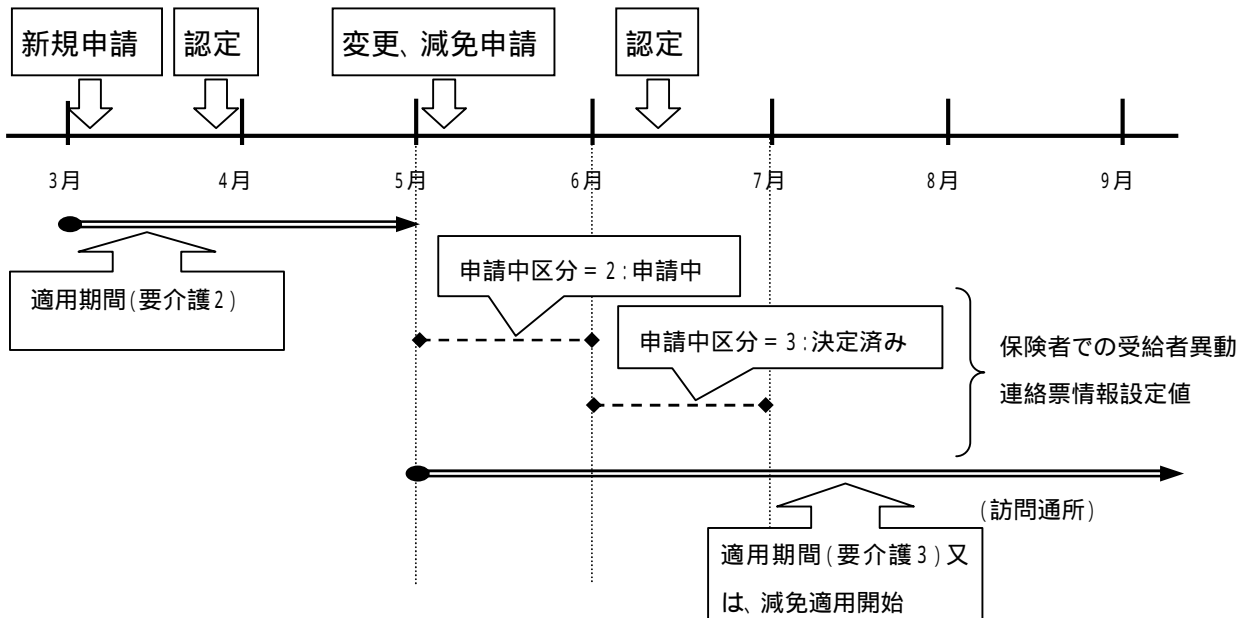 新規申請
認定
変更、減免申請
認定
3月
4月
5月
6月
7月
8月
9月
適用期間(要介護2)
申請中区分=2:申請中
申請中区分=3:決定済み
保険者での受給者異動
連絡票情報設定値
(訪問通所)
適用期間(要介護3)又
は、減免適用開始